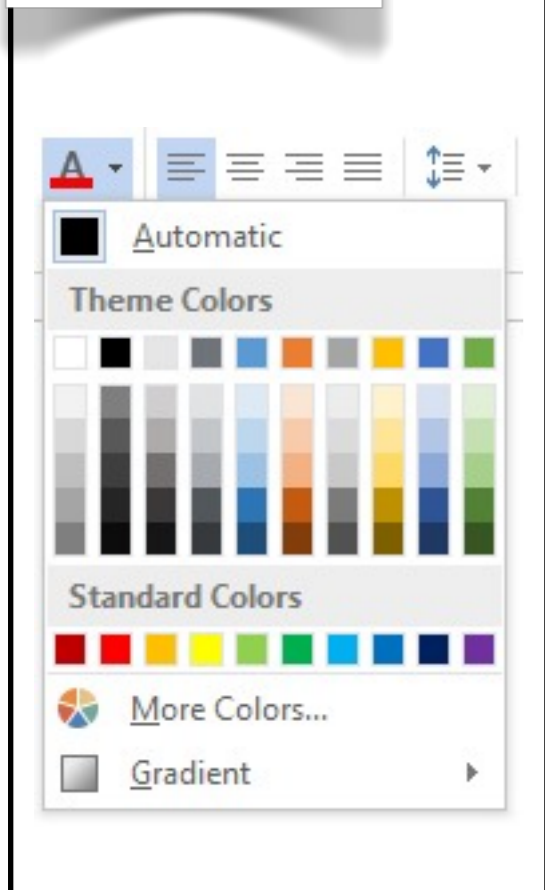 A
Automatic
Theme Colors
Standard Colors
More Colors...
Gradient